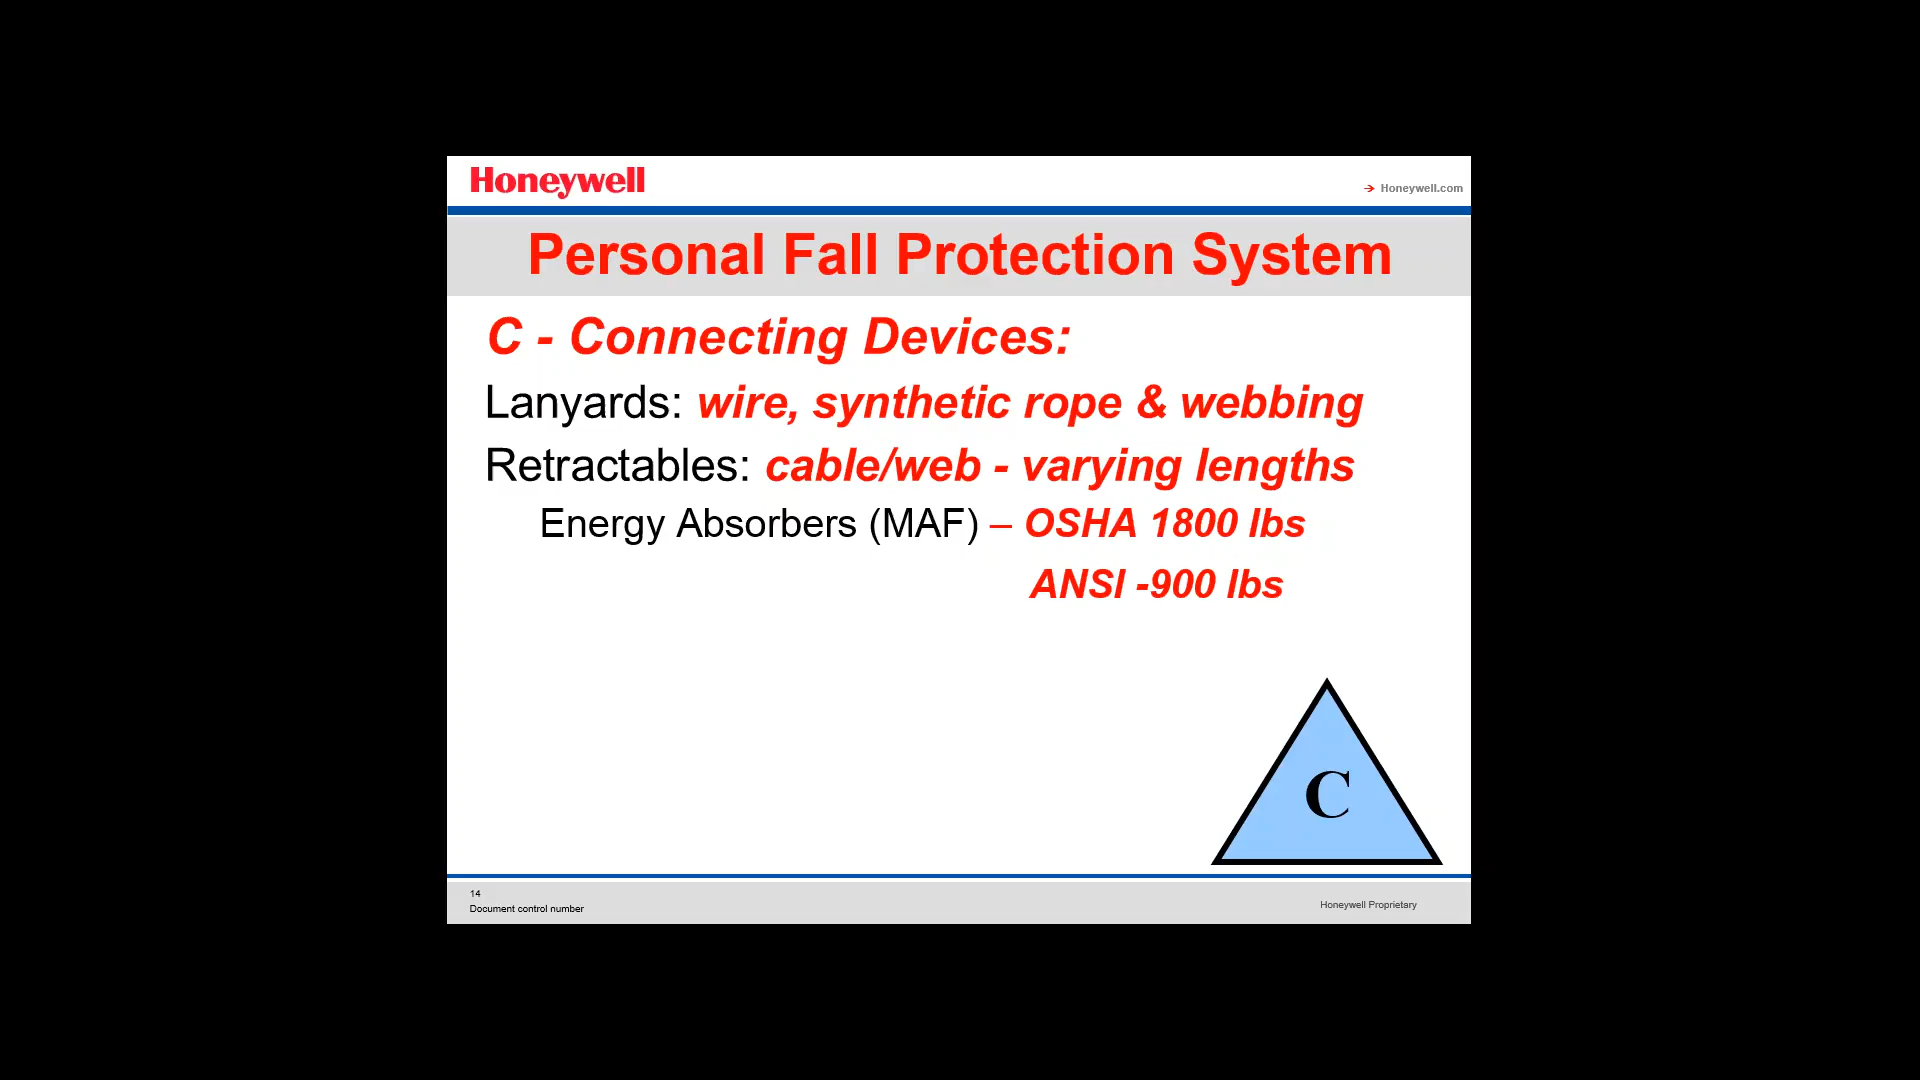 Honeywell
Honeywell.com
Personal Fall Protection System
C - Connecting Devices:
Lanyards: wire, synthetic rope & webbing
Retractables: cable/web - varying lengths
Energy Absorbers (MAF) – OSHA 1800 lbs
ANSI -900 lbs
C
14
Document control number
Honeywell Proprietary